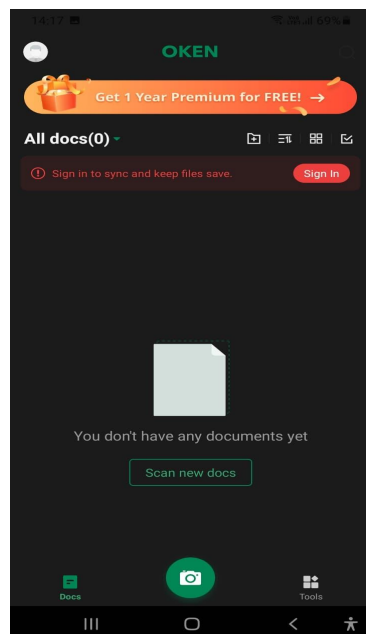 14:17
69%
OKEN
Get 1 Year Premium for FREE! →
All docs(0)
Sign in to sync and keep files save.
Sign In
You don't have any documents yet
Scan new docs
Docs
Tools